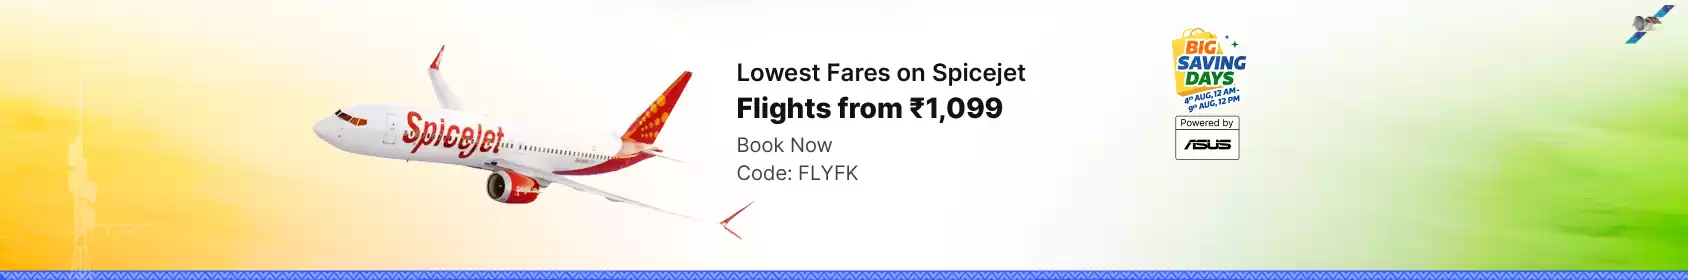 SpiceJet
Lowest Fares on Spicejet
Flights from ₹1,099
Book Now
Code: FLYFK
BIG
SAVING
DAYS
4th AUG, 12 AM-
9th AUG, 12 PM
Powered by
ASUS